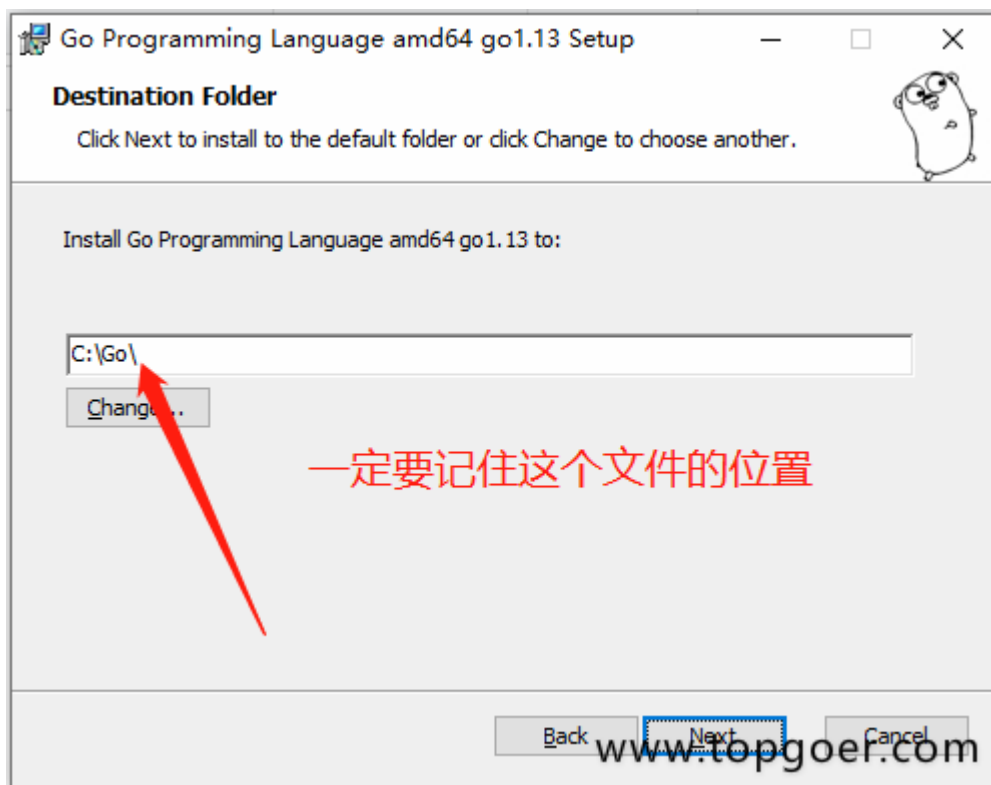 Go Programming Language amd64 go1.13 Setup
Destination Folder
Click Next to install to the default folder or click Change to choose another.
Install Go Programming Language amd64 go1.13 to:
C:\Go\
Change...
一定要记住这个文件的位置
Back Next Cancel
www.topgoer.com